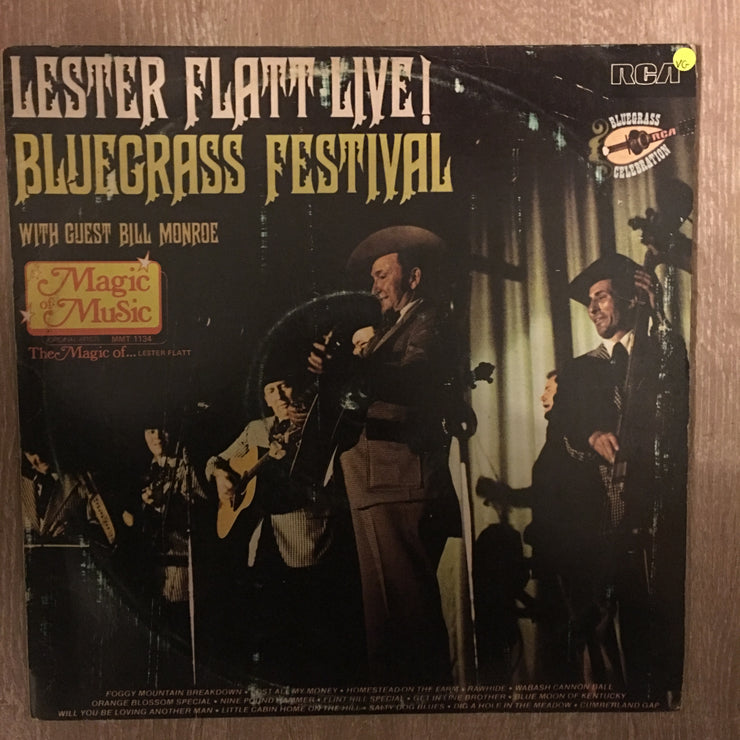 LESTER FLATT LIVE!
RCA
VG-
BLUEGRASS FESTIVAL
BLUEGRASS
RCA
CELEBRATION
WITH GUEST BILL MONROE
Magic
of
Music
MMT 1134
The Magic of... LESTER FLATT
FOGGY MOUNTAIN BREAKDOWN • LOST ALL MY MONEY • HOMESTEAD ON THE FARM • RAWHIDE • WABASH CANNON BALL
ORANGE BLOSSOM SPECIAL • NINE POUND HAMMER • FLINT HILL SPECIAL • GET IN LINE BROTHER • BLUE MOON OF KENTUCKY
WILL YOU BE LOVING ANOTHER MAN • LITTLE CABIN HOME ON THE HILL • SALTY DOG BLUES • DIG A HOLE IN THE MEADOW • CUMBERLAND GAP